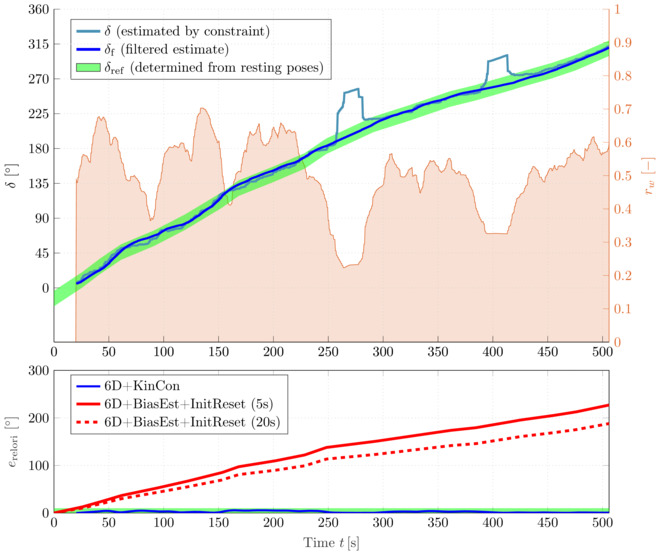 360
315
270
225
180
135
90
45
0
δ [°]
δ (estimated by constraint)
δf (filtered estimate)
δref (determined from resting poses)
1
0.9
0.8
0.7
0.6
0.5
0.4
0.3
0.2
0.1
0
rw [−]
0 50 100 150 200 250 300 350 400 450 500
300
200
100
0
erelori [°]
6D+KinCon
6D+BiasEst+InitReset (5s)
6D+BiasEst+InitReset (20s)
0 50 100 150 200 250 300 350 400 450 500
Time t [s]